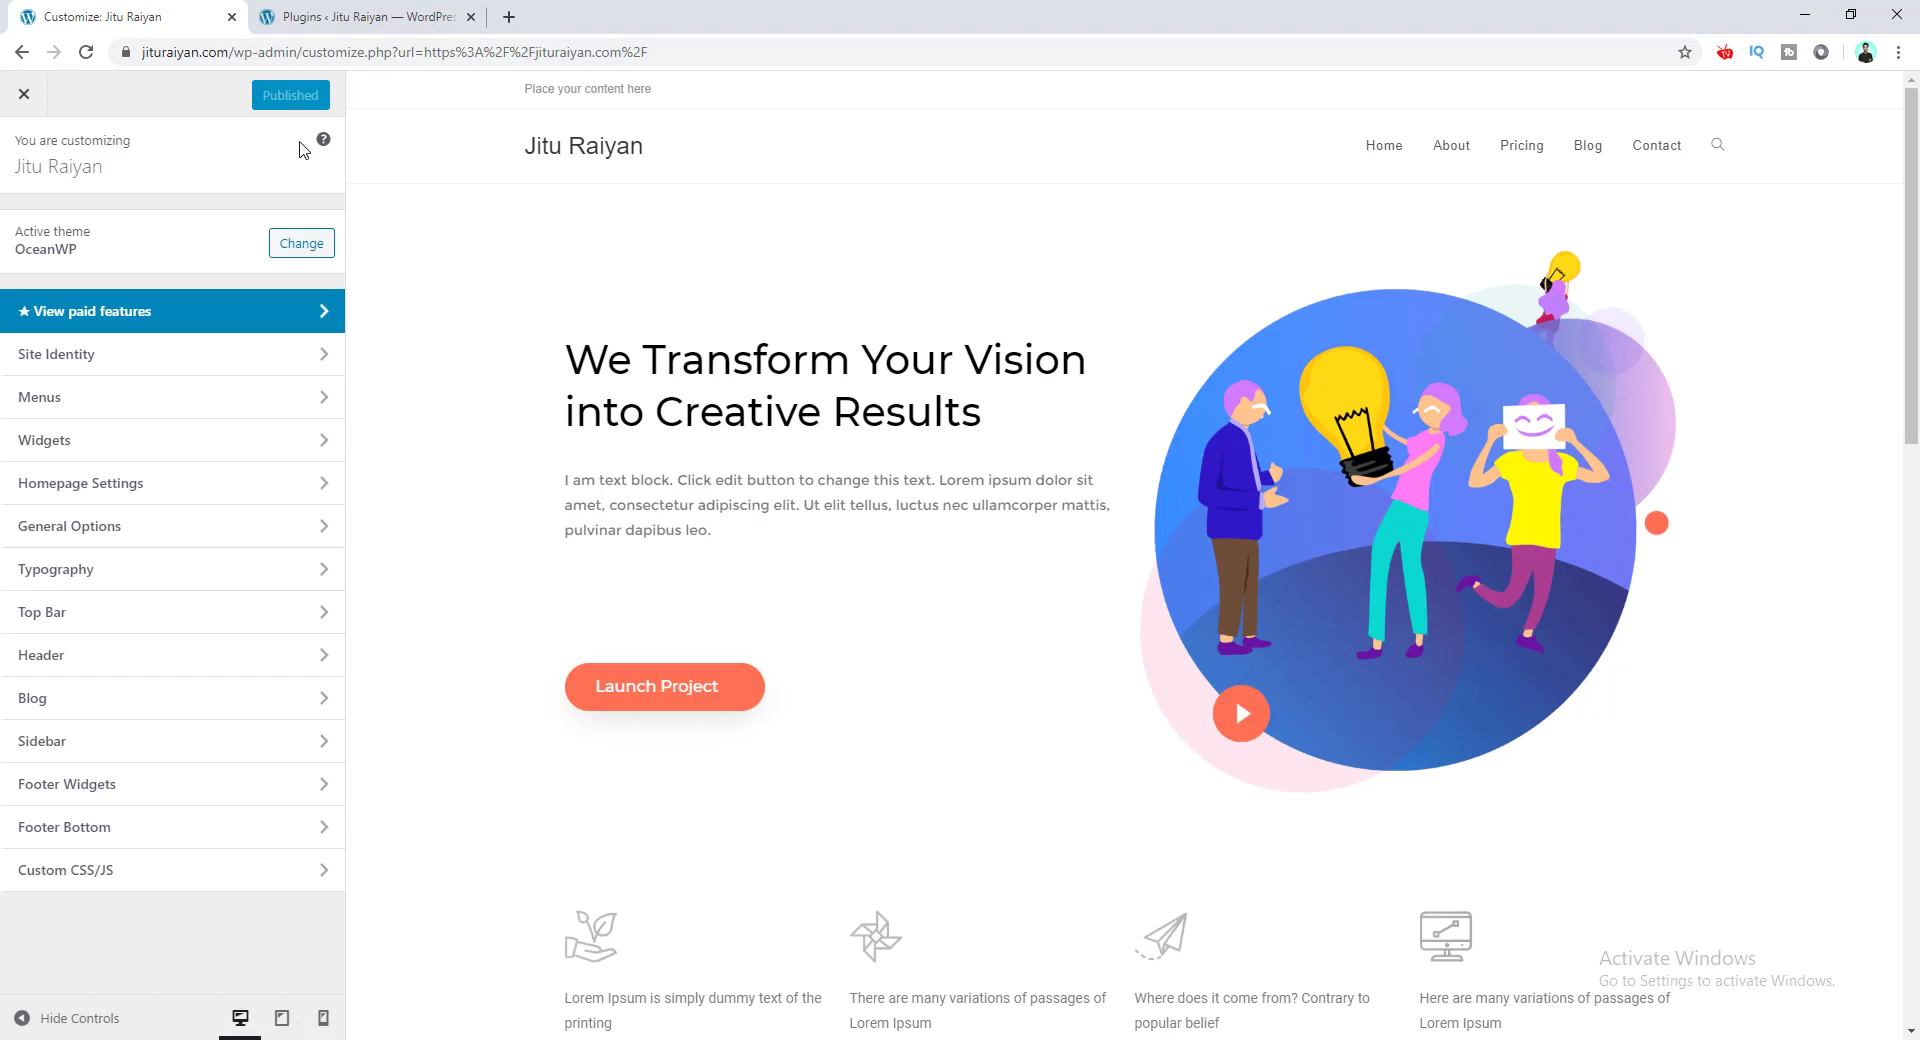 Customize: Jitu Raiyan
Plugins ‹ Jitu Raiyan — WordPres
jituraiyan.com/wp-admin/customize.php?url=https%3A%2F%2Fjituraiyan.com%2F
IQ
Published
You are customizing
Jitu Raiyan
Active theme
OceanWP
Change
★ View paid features
Site Identity
Menus
Widgets
Homepage Settings
General Options
Typography
Top Bar
Header
Blog
Sidebar
Footer Widgets
Footer Bottom
Custom CSS/JS
Hide Controls
Place your content here
Jitu Raiyan
Home
About
Pricing
Blog
Contact
We Transform Your Vision
into Creative Results
I am text block. Click edit button to change this text. Lorem ipsum dolor sit
amet, consectetur adipiscing elit. Ut elit tellus, luctus nec ullamcorper mattis,
pulvinar dapibus leo.
Launch Project
Lorem Ipsum is simply dummy text of the
printing
There are many variations of passages of
Lorem Ipsum
Where does it come from? Contrary to
popular belief
Here are many variations of passages of
Lorem Ipsum
Activate Windows
Go to Settings to activate Windows.